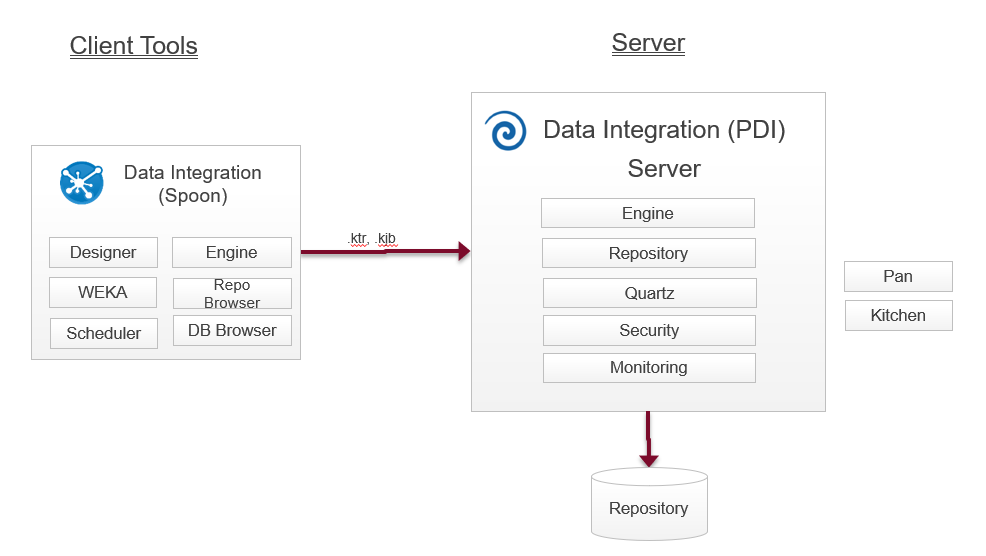 Client Tools
Server
Data Integration
(Spoon)
Designer
Engine
WEKA
Repo
Browser
Scheduler
DB Browser
.ktr, .kjb
Data Integration (PDI)
Server
Engine
Repository
Quartz
Security
Monitoring
Pan
Kitchen
Repository